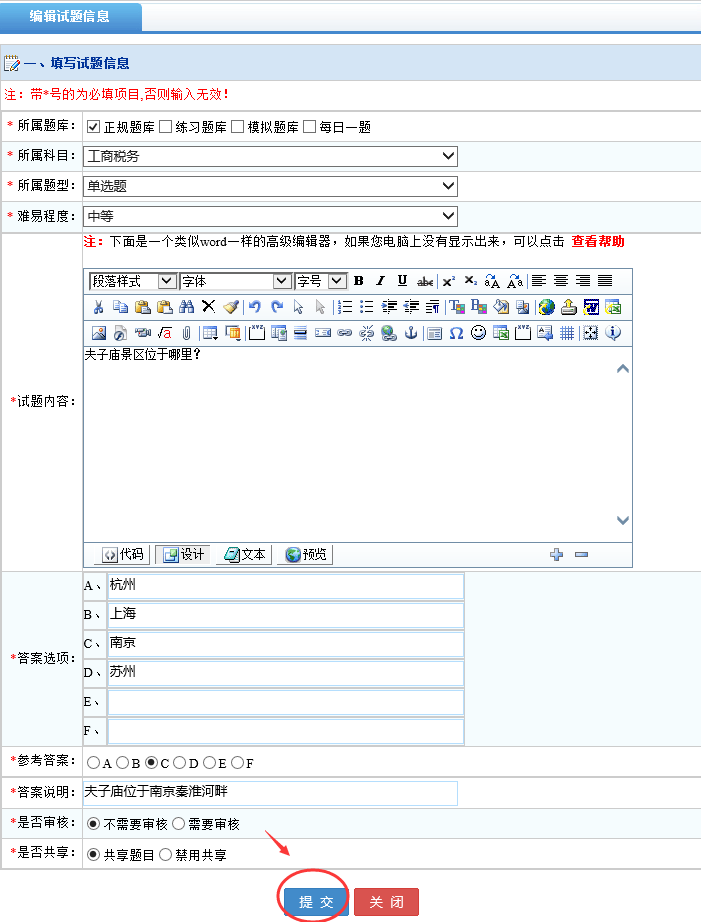 编辑试题信息
一、填写试题信息
注：带*号的为必填项目,否则输入无效！
* 所属题库： 正规题库 练习题库 模拟题库 每日一题
* 所属科目： 工商税务
* 所属题型： 单选题
* 难易程度： 中等
注：下面是一个类似word一样的高级编辑器，如果您电脑上没有显示出来，可以点击 查看帮助
段落样式 字体 字号 B I U abc
夫子庙景区位于哪里？
*试题内容：
代码 设计 文本 预览
*答案选项：
A、 杭州
B、 上海
C、 南京
D、 苏州
E、
F、
*参考答案： A B C D E F
*答案说明： 夫子庙位于南京秦淮河畔
*是否审核： 不需要审核 需要审核
*是否共享： 共享题目 禁用共享
提 交 关 闭